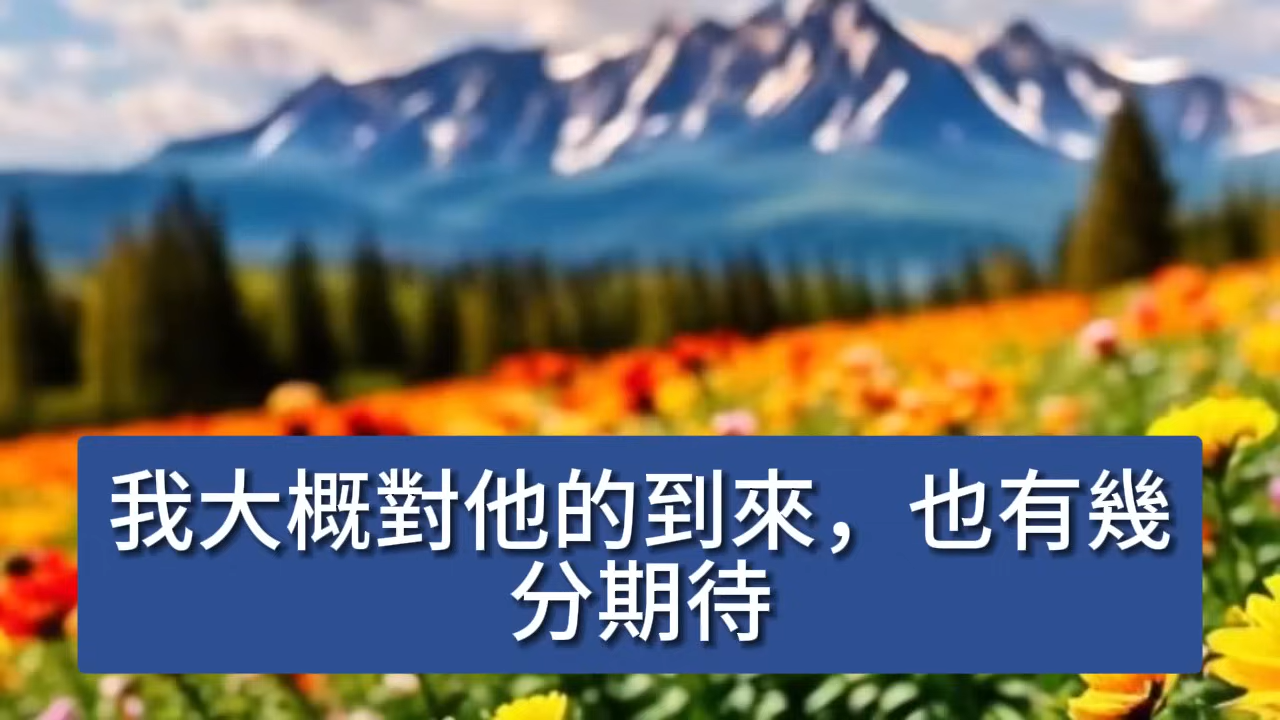 我大概對他的到來，也有幾
分期待